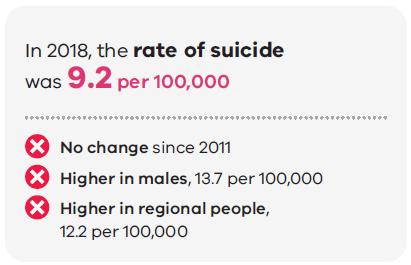 In 2018, the rate of suicide
was 9.2 per 100,000
No change since 2011
Higher in males, 13.7 per 100,000
Higher in regional people,
12.2 per 100,000